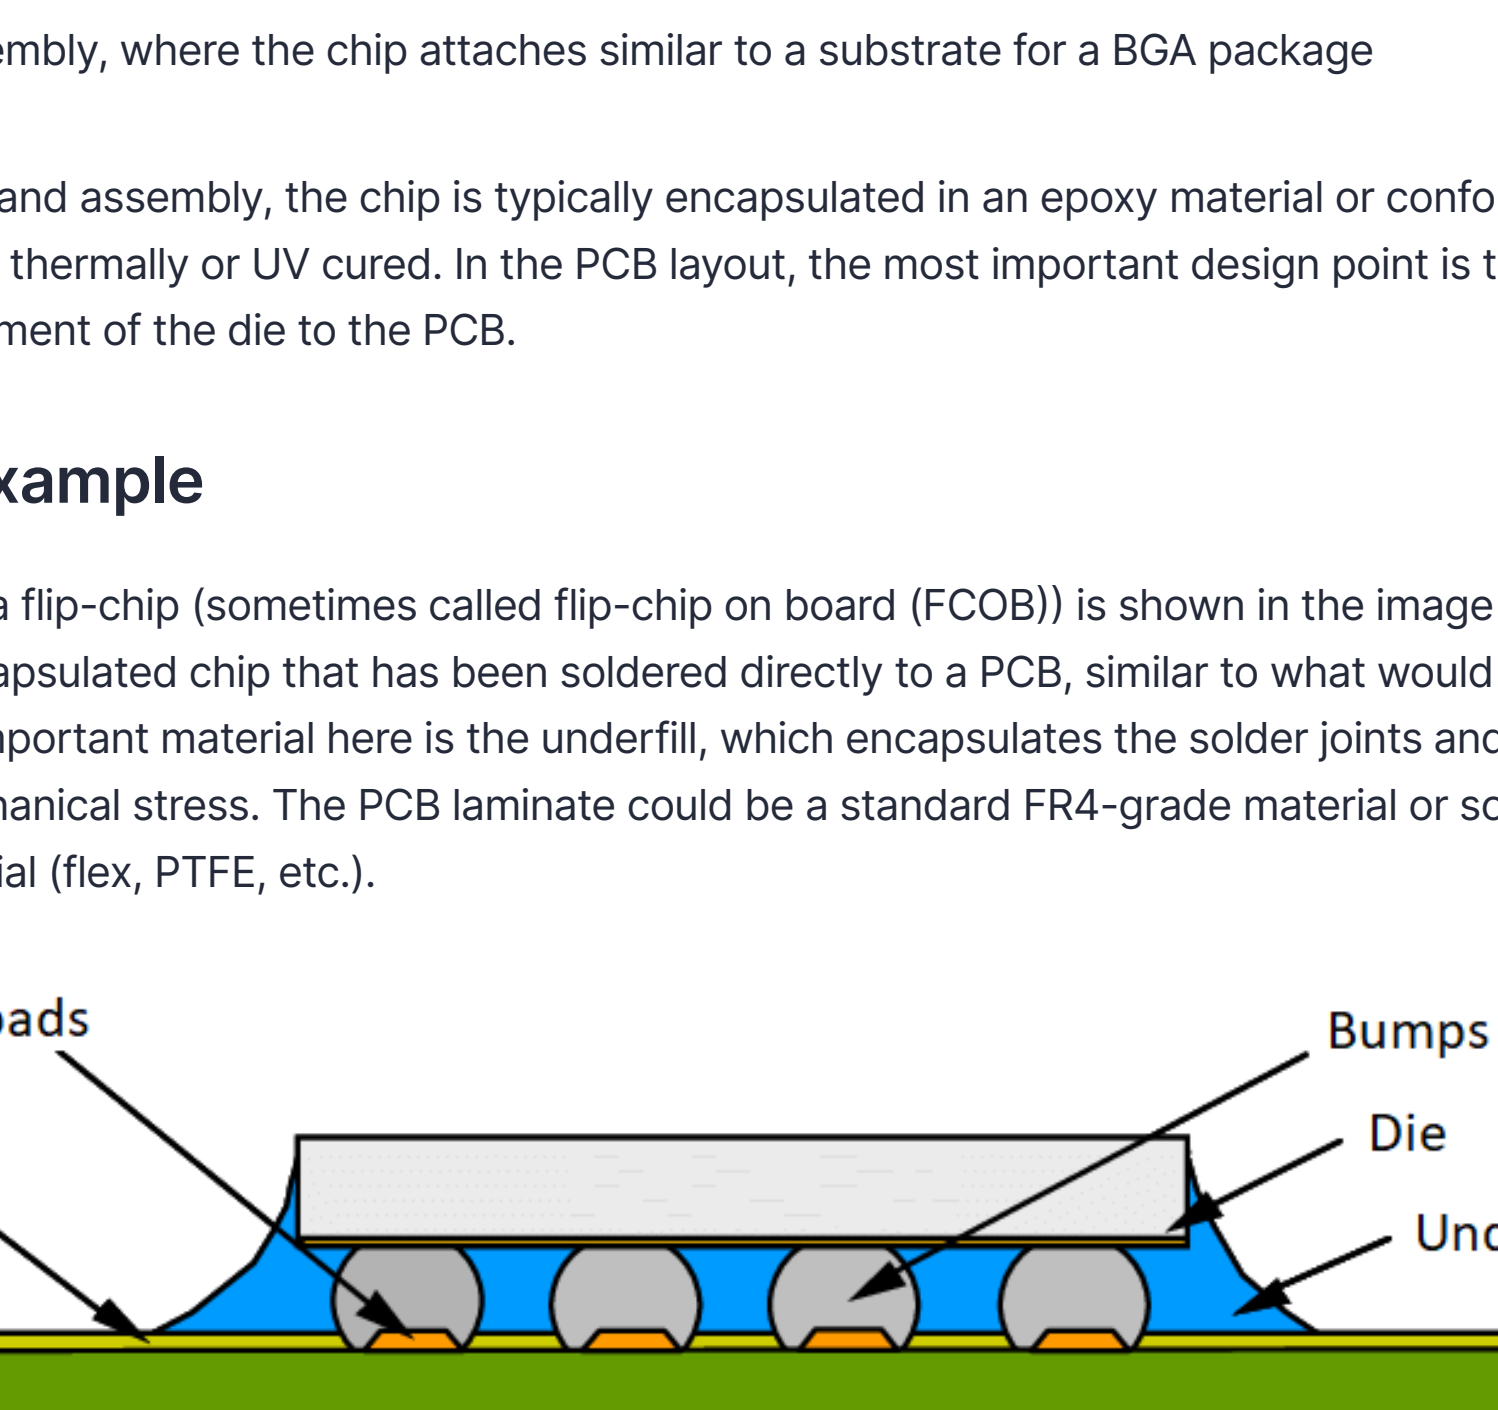 embly, where the chip attaches similar to a substrate for a BGA package
and assembly, the chip is typically encapsulated in an epoxy material or confo
thermally or UV cured. In the PCB layout, the most important design point is t
ment of the die to the PCB.
xample
a flip-chip (sometimes called flip-chip on board (FCOB)) is shown in the image
apsulated chip that has been soldered directly to a PCB, similar to what would
mportant material here is the underfill, which encapsulates the solder joints and
hanical stress. The PCB laminate could be a standard FR4-grade material or so
ial (flex, PTFE, etc.).
pads
Bumps
Die
Und